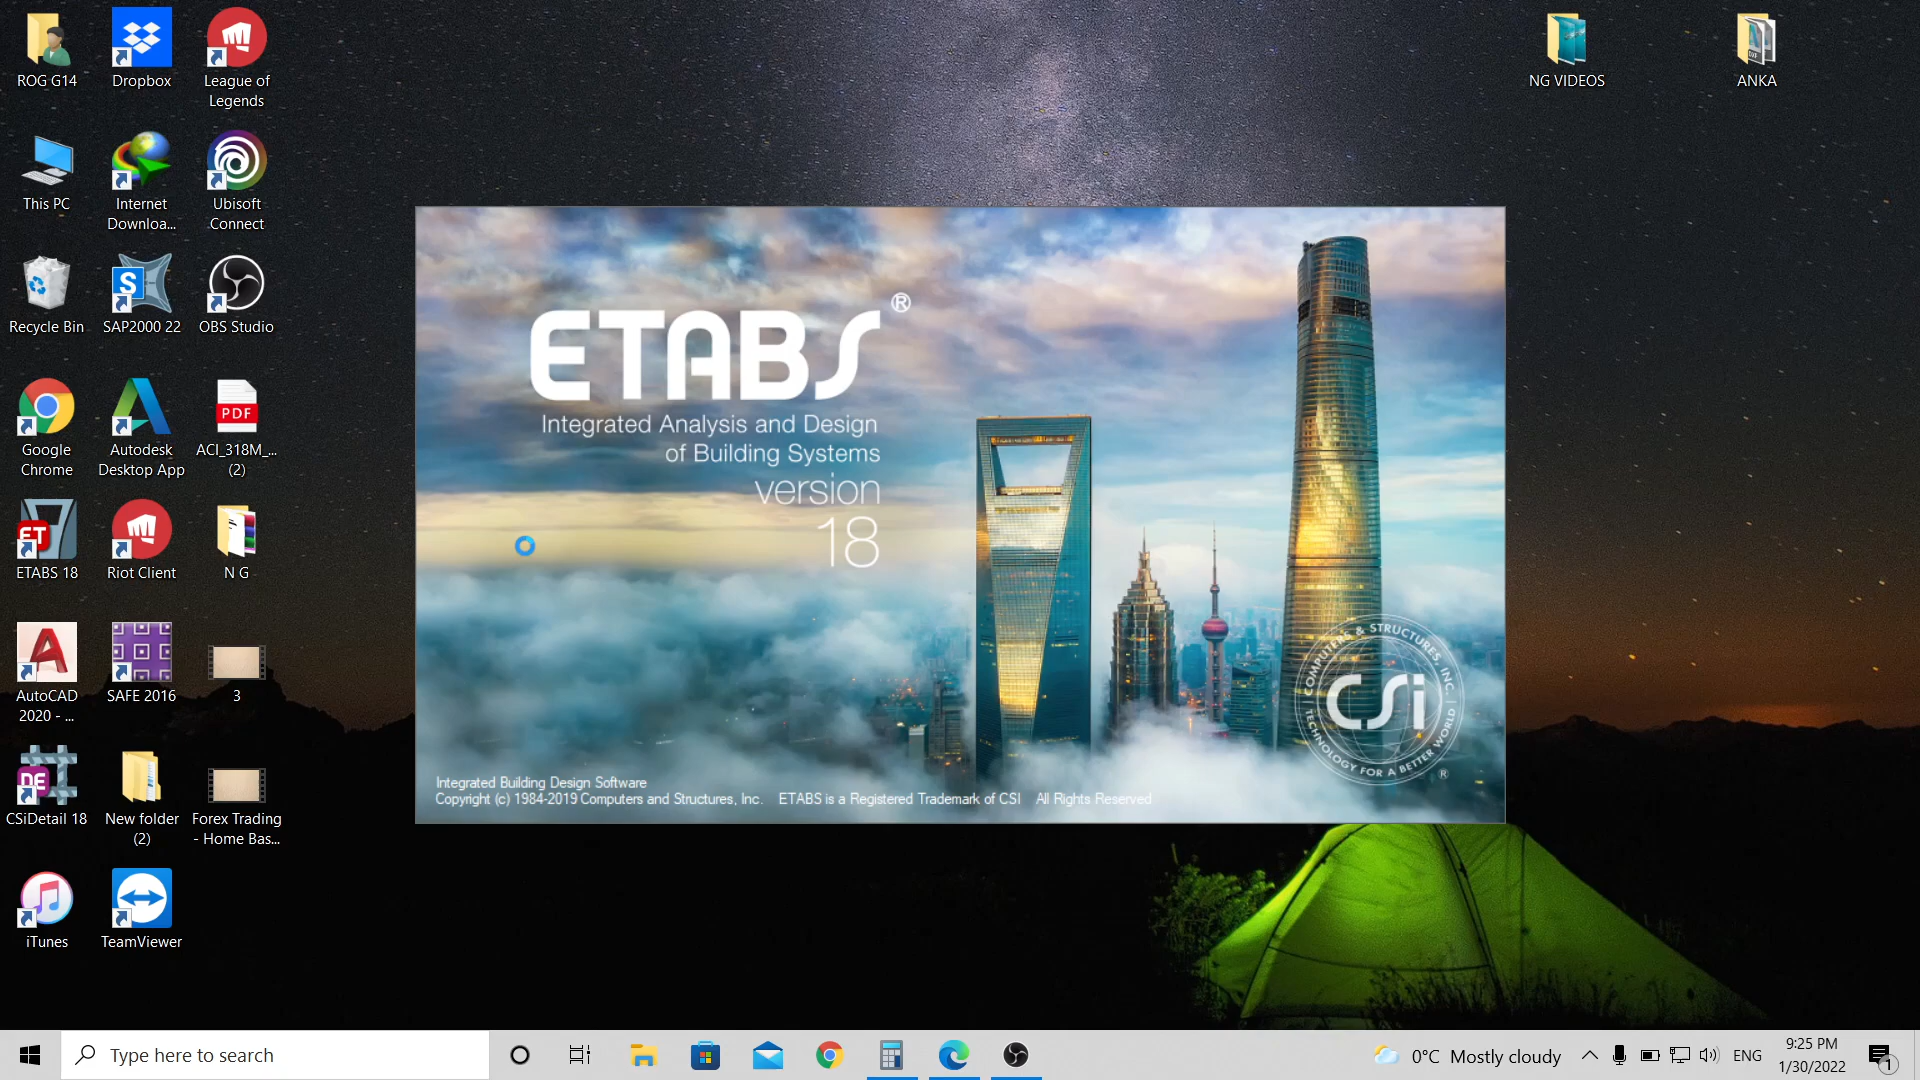 ROG G14
Dropbox
League of
Legends
NG VIDEOS
ANKA
This PC
Internet
Downloa...
Ubisoft
Connect
Recycle Bin
S
SAP2000 22
OBS Studio
Google
Chrome
Autodesk
Desktop App
PDF
ACI_318M_...
(2)
ET
ETABS 18
Riot Client
N G
AutoCAD
2020 - ...
SAFE 2016
3
DE
CSiDetail 18
New folder
(2)
Forex Trading
- Home Bas...
iTunes
TeamViewer
ETABS®
Integrated Analysis and Design
of Building Systems
version
18
COMPUTERS & STRUCTURES, INC.
CSi
TECHNOLOGY FOR A BETTER WORLD
®
Integrated Building Design Software
Copyright (c) 1984-2019 Computers and Structures, Inc. ETABS is a Registered Trademark of CSI All Rights Reserved
Type here to search
0°C Mostly cloudy
ENG
9:25 PM
1/30/2022
1